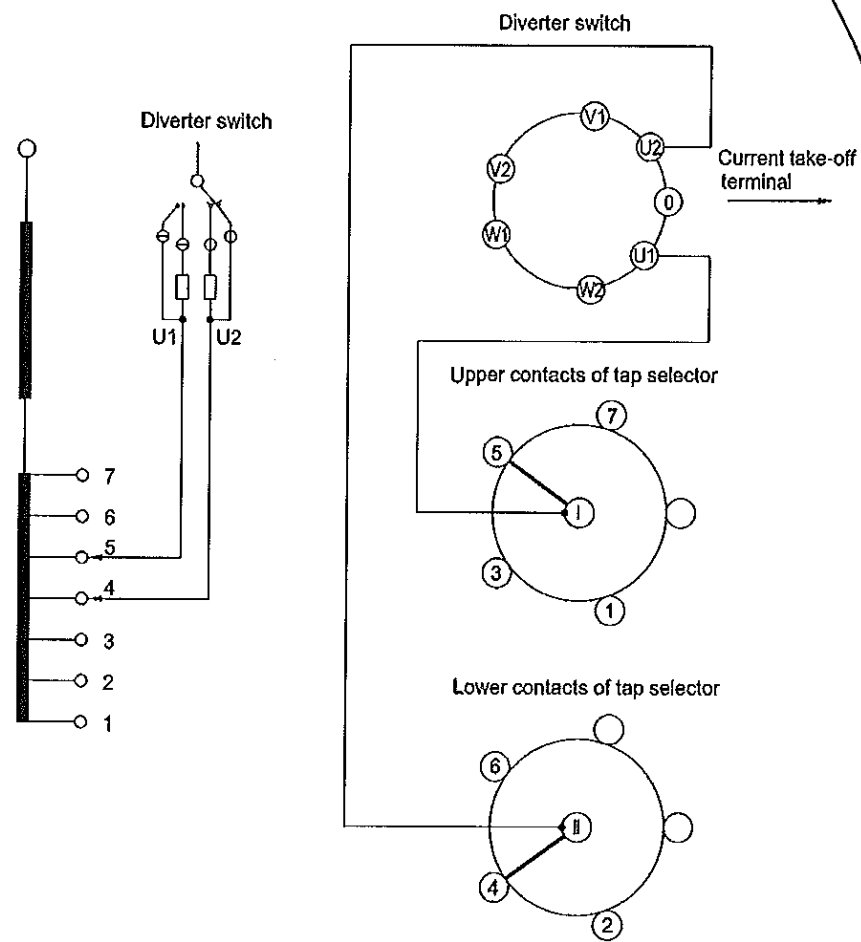 Diverter switch
Diverter switch
V1
U2
V2
Current take-off
terminal
0
W1
U1
W2
U1
U2
Upper contacts of tap selector
7
5
I
3
1
7
6
5
4
3
2
1
Lower contacts of tap selector
6
II
4
2